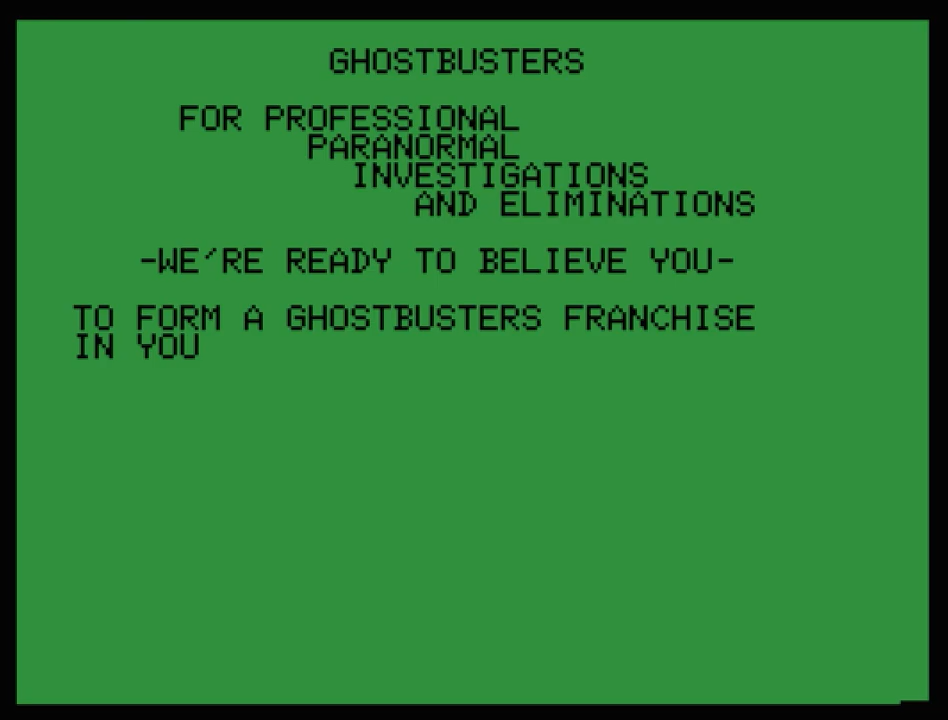 GHOSTBUSTERS
FOR PROFESSIONAL
PARANORMAL
INVESTIGATIONS
AND ELIMINATIONS
-WE'RE READY TO BELIEVE YOU-
TO FORM A GHOSTBUSTERS FRANCHISE
IN YOU